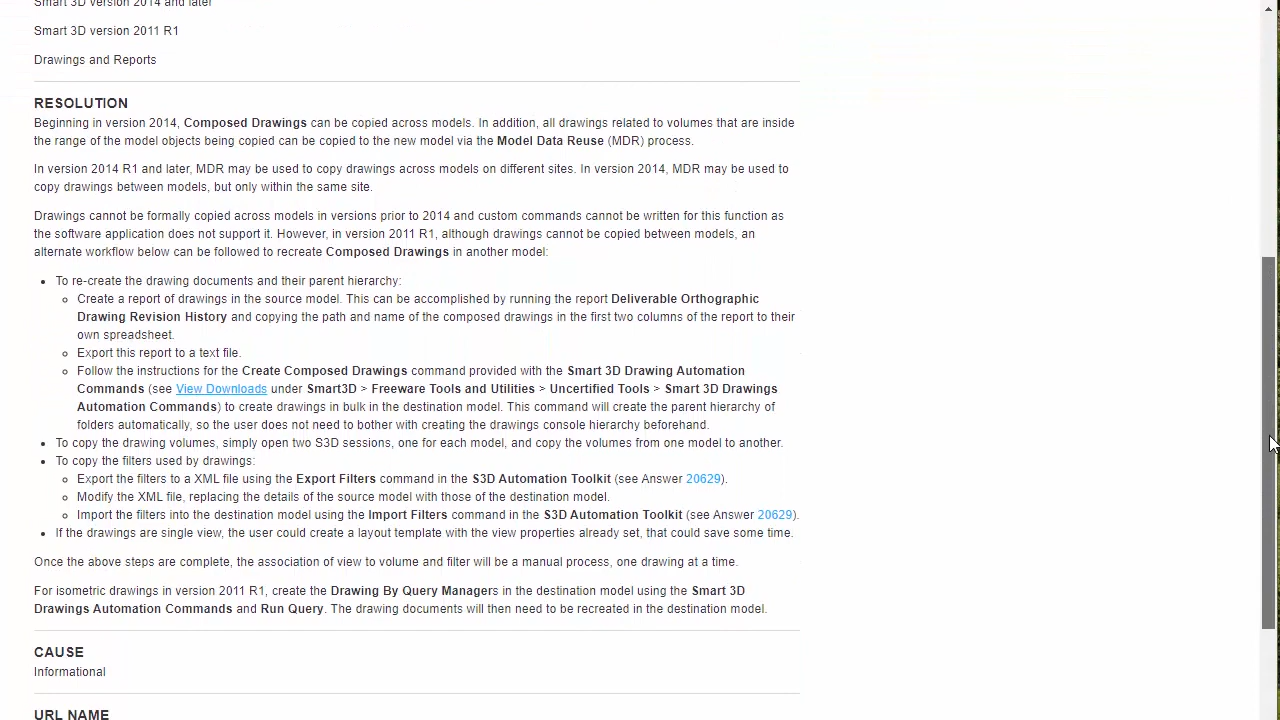 Smart 3D version 2014 and later
Smart 3D version 2011 R1
Drawings and Reports
RESOLUTION
Beginning in version 2014, Composed Drawings can be copied across models. In addition, all drawings related to volumes that are inside
the range of the model objects being copied can be copied to the new model via the Model Data Reuse (MDR) process.
In version 2014 R1 and later, MDR may be used to copy drawings across models on different sites. In version 2014, MDR may be used to
copy drawings between models, but only within the same site.
Drawings cannot be formally copied across models in versions prior to 2014 and custom commands cannot be written for this function as
the software application does not support it. However, in version 2011 R1, although drawings cannot be copied between models, an
alternate workflow below can be followed to recreate Composed Drawings in another model:
• To re-create the drawing documents and their parent hierarchy:
◦ Create a report of drawings in the source model. This can be accomplished by running the report Deliverable Orthographic
Drawing Revision History and copying the path and name of the composed drawings in the first two columns of the report to their
own spreadsheet.
◦ Export this report to a text file.
◦ Follow the instructions for the Create Composed Drawings command provided with the Smart 3D Drawing Automation
Commands (see View Downloads under Smart3D > Freeware Tools and Utilities > Uncertified Tools > Smart 3D Drawings
Automation Commands) to create drawings in bulk in the destination model. This command will create the parent hierarchy of
folders automatically, so the user does not need to bother with creating the drawings console hierarchy beforehand.
• To copy the drawing volumes, simply open two S3D sessions, one for each model, and copy the volumes from one model to another.
• To copy the filters used by drawings:
◦ Export the filters to a XML file using the Export Filters command in the S3D Automation Toolkit (see Answer 20629).
◦ Modify the XML file, replacing the details of the source model with those of the destination model.
◦ Import the filters into the destination model using the Import Filters command in the S3D Automation Toolkit (see Answer 20629).
• If the drawings are single view, the user could create a layout template with the view properties already set, that could save some time.
Once the above steps are complete, the association of view to volume and filter will be a manual process, one drawing at a time.
For isometric drawings in version 2011 R1, create the Drawing By Query Managers in the destination model using the Smart 3D
Drawings Automation Commands and Run Query. The drawing documents will then need to be recreated in the destination model.
CAUSE
Informational
URL NAME